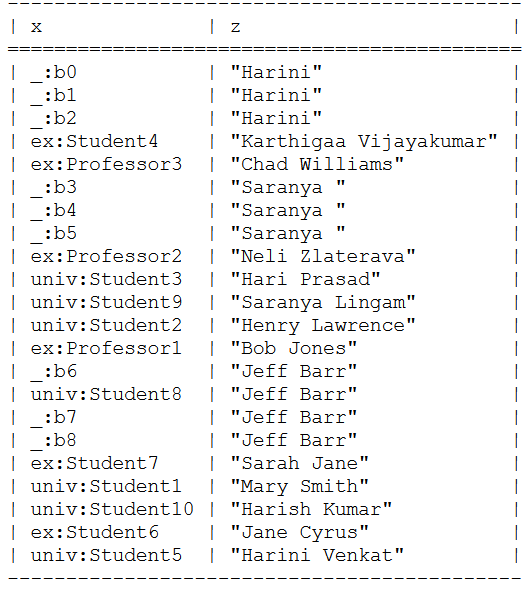 ---------------------------------------------
| x              | z                        |
=============================================
| _:b0           | "Harini"                 |
| _:b1           | "Harini"                 |
| _:b2           | "Harini"                 |
| ex:Student4    | "Karthigaa Vijayakumar"  |
| ex:Professor3  | "Chad Williams"          |
| _:b3           | "Saranya "               |
| _:b4           | "Saranya "               |
| _:b5           | "Saranya "               |
| ex:Professor2  | "Neli Zlaterava"         |
| univ:Student3  | "Hari Prasad"            |
| univ:Student9  | "Saranya Lingam"         |
| univ:Student2  | "Henry Lawrence"         |
| ex:Professor1  | "Bob Jones"              |
| _:b6           | "Jeff Barr"              |
| univ:Student8  | "Jeff Barr"              |
| _:b7           | "Jeff Barr"              |
| _:b8           | "Jeff Barr"              |
| ex:Student7    | "Sarah Jane"             |
| univ:Student1  | "Mary Smith"             |
| univ:Student10 | "Harish Kumar"           |
| ex:Student6    | "Jane Cyrus"             |
| univ:Student5  | "Harini Venkat"          |
---------------------------------------------